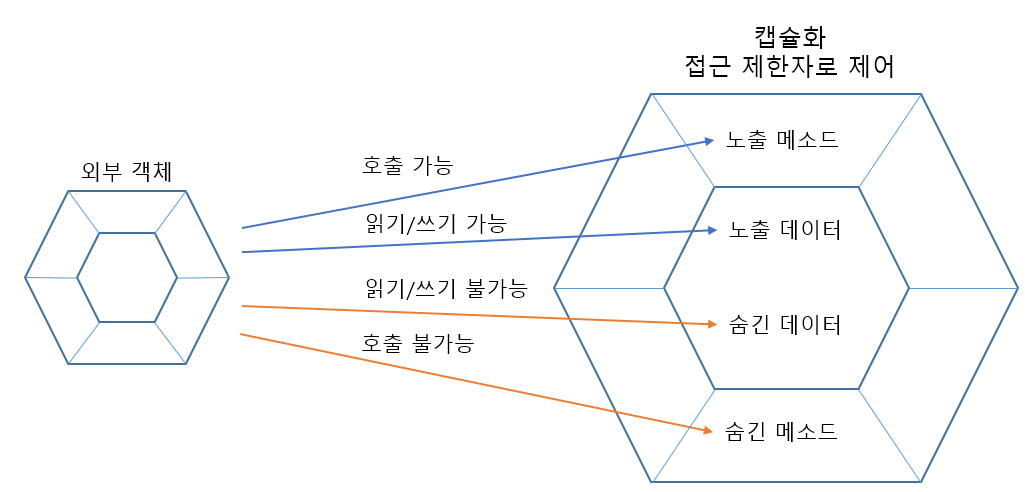 캡슐화
접근 제한자로 제어
외부 객체
호출 가능
노출 메소드
읽기/쓰기 가능
노출 데이터
읽기/쓰기 불가능
숨긴 데이터
호출 불가능
숨긴 메소드